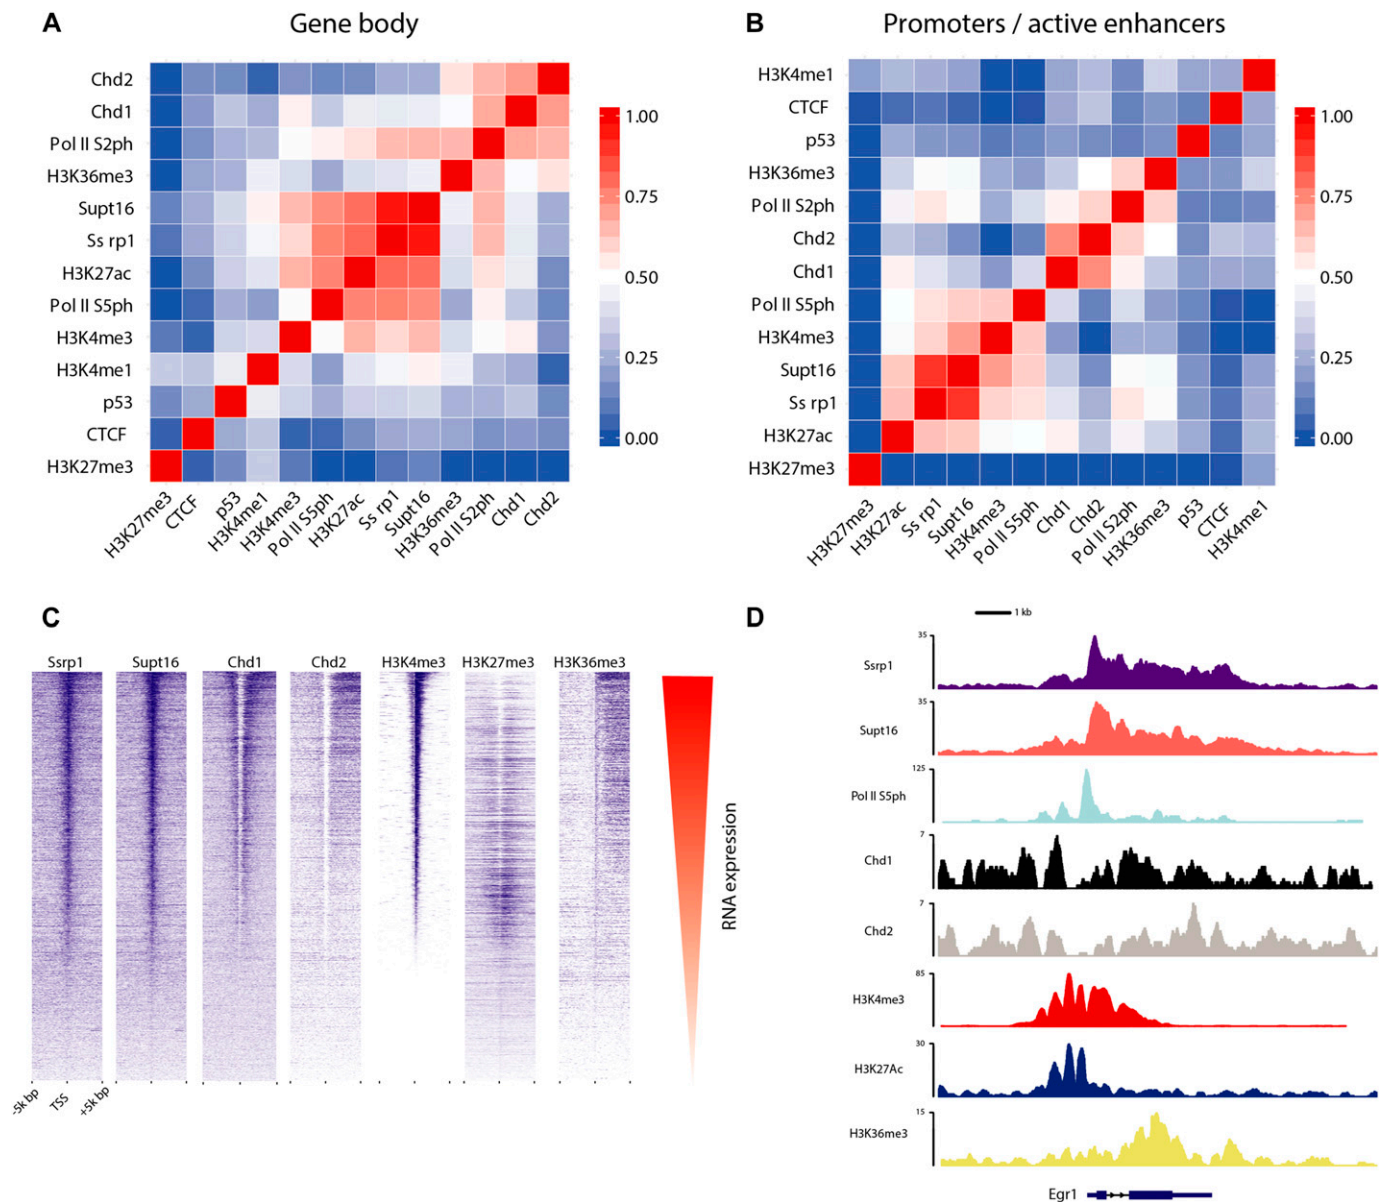 A
Gene body
Chd2
Chd1
Pol II S2ph
H3K36me3
Supt16
Ss rp1
H3K27ac
Pol II S5ph
H3K4me3
H3K4me1
p53
CTCF
H3K27me3
1.00
0.75
0.50
0.25
0.00
H3K27me3
CTCF
p53
H3K4me1
H3K4me3
Pol II S5ph
H3K27ac
Ss rp1
Supt16
H3K36me3
Pol II S2ph
Chd1
Chd2
B
Promoters / active enhancers
H3K4me1
CTCF
p53
H3K36me3
Pol II S2ph
Chd2
Chd1
Pol II S5ph
H3K4me3
Supt16
Ss rp1
H3K27ac
H3K27me3
1.00
0.75
0.50
0.25
0.00
H3K27me3
H3K27ac
Ss rp1
Supt16
H3K4me3
Pol II S5ph
Chd1
Chd2
Pol II S2ph
H3K36me3
p53
CTCF
H3K4me1
C
Ssrp1 Supt16 Chd1 Chd2 H3K4me3 H3K27me3 H3K36me3
-5k bp TSS +5k bp
RNA expression
D
1 kb
35
Ssrp1
35
Supt16
125
Pol II S5ph
7
Chd1
7
Chd2
85
H3K4me3
30
H3K27Ac
15
H3K36me3
Egr1